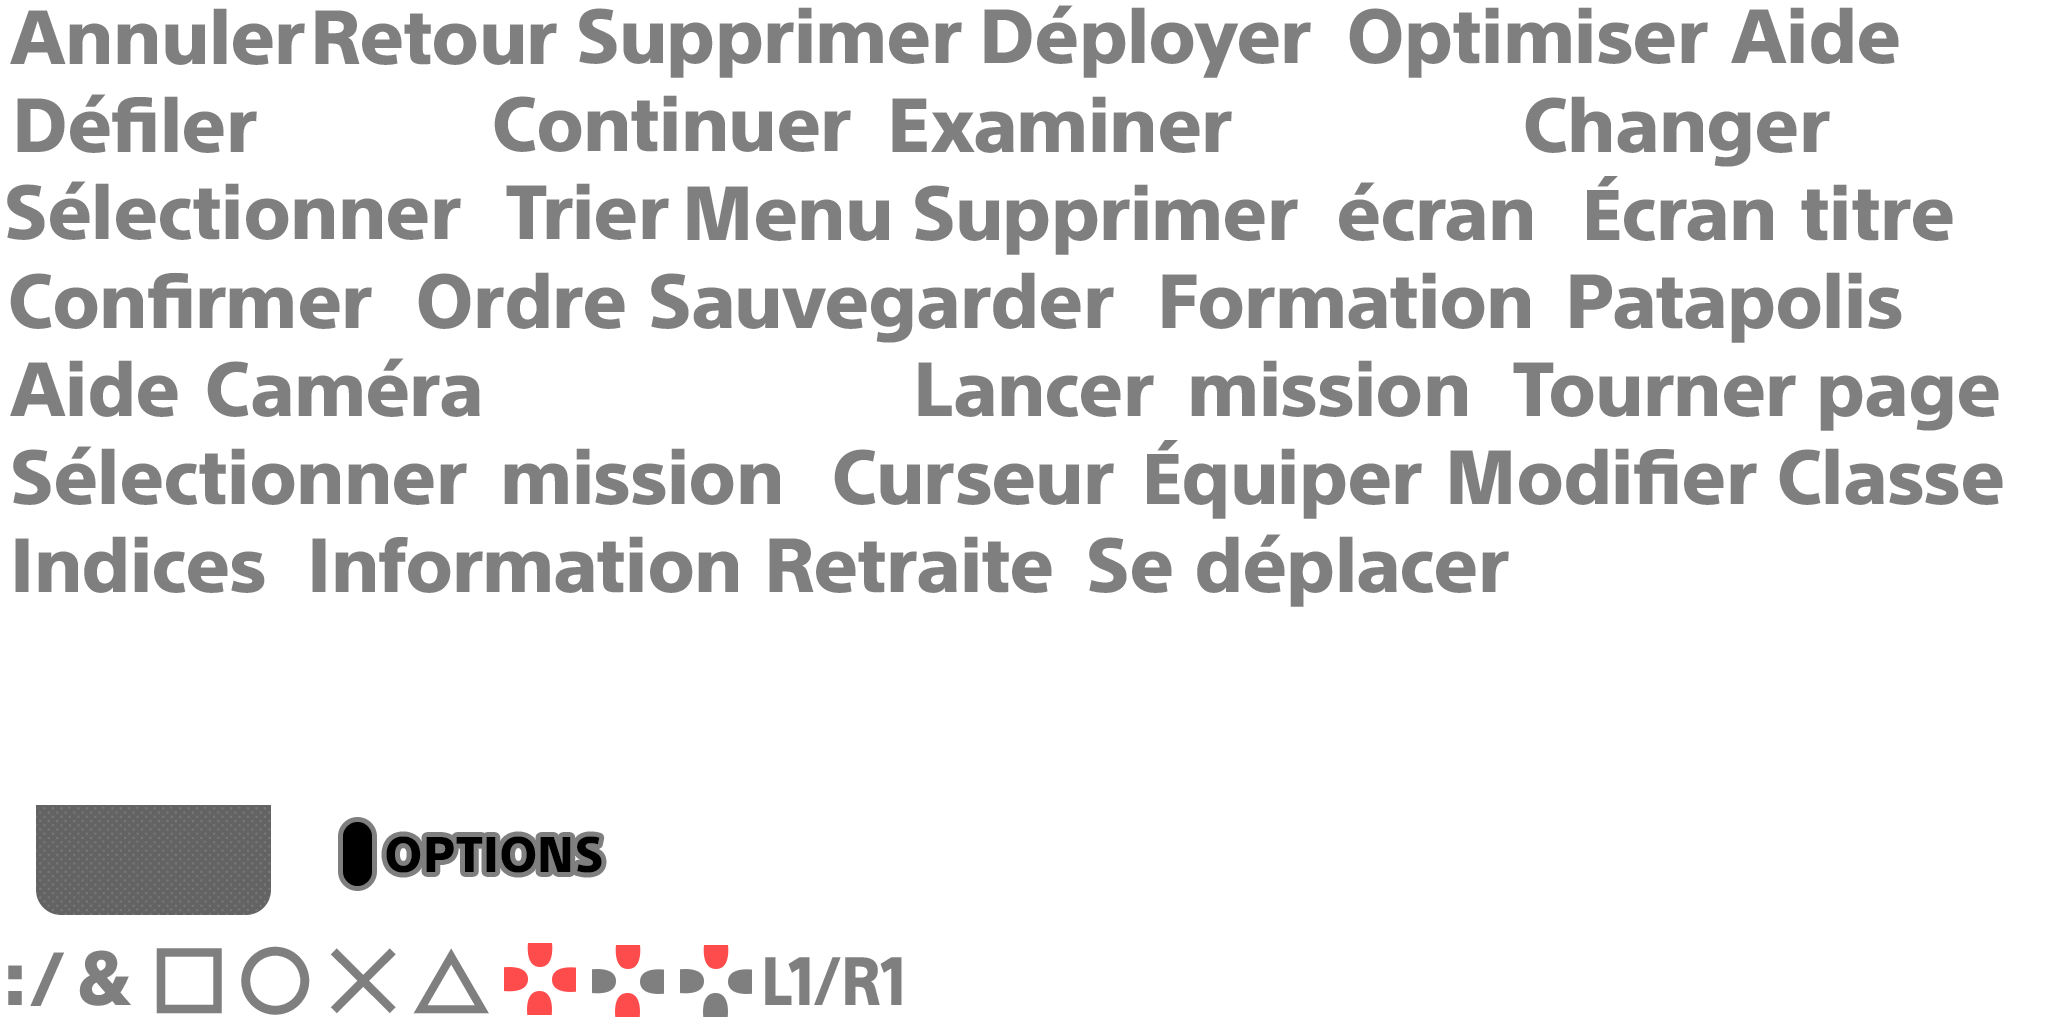 Annuler Retour Supprimer Déployer Optimiser Aide
Défiler Continuer Examiner Changer
Sélectionner Trier Menu Supprimer écran Écran titre
Confirmer Ordre Sauvegarder Formation Patapolis
Aide Caméra Lancer mission Tourner page
Sélectionner mission Curseur Équiper Modifier Classe
Indices Information Retraite Se déplacer
OPTIONS
:/ & L1/R1